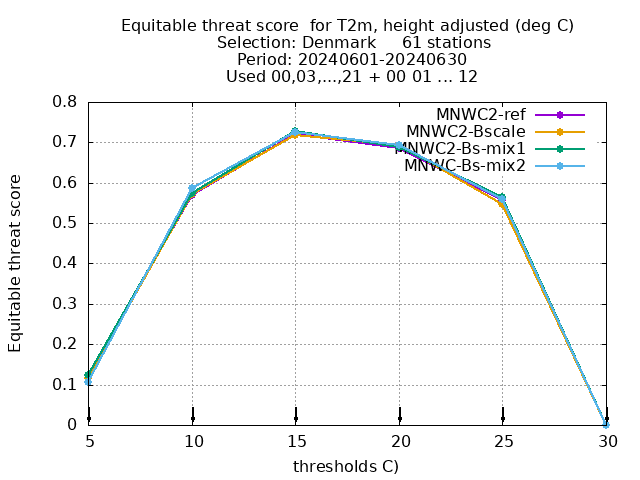 Equitable threat score  for T2m, height adjusted (deg C)
Selection: Denmark     61 stations
Period: 20240601-20240630
Used 00,03,...,21 + 00 01 ... 12
MNWC2-ref
MNWC2-Bscale
MNWC2-Bs-mix1
MNWC-Bs-mix2
Equitable threat score
0.8
0.7
0.6
0.5
0.4
0.3
0.2
0.1
0
5 10 15 20 25 30
thresholds C)